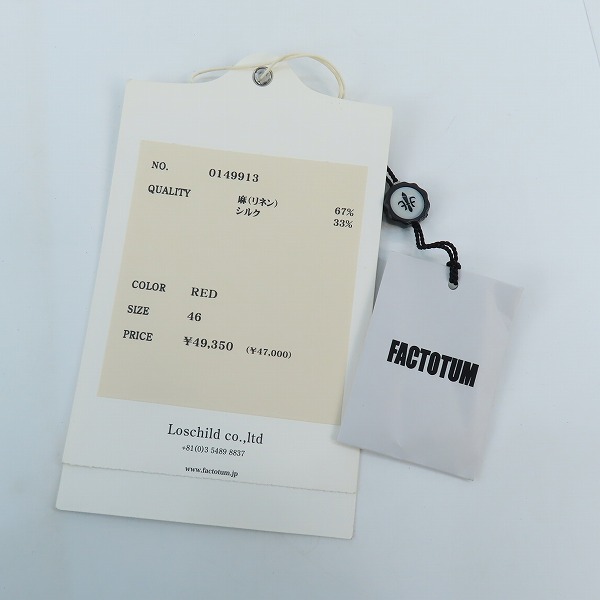 NO. 0149913
QUALITY 麻(リネン) 67%
シルク 33%
COLOR RED
SIZE 46
PRICE ¥49,350 (¥47,000)
Loschild co.,ltd
+81(0)3 5489 8837
www.factotum.jp
FACTOTUM